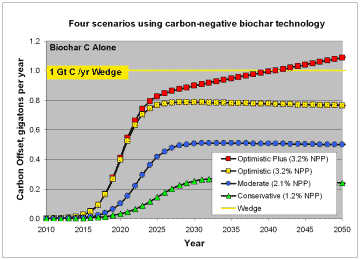 Four scenarios using carbon-negative biochar technology
Biochar C Alone
1 Gt C /yr Wedge
Carbon Offset, gigatons per year
1.2
1.0
0.8
0.6
0.4
0.2
0.0
Optimistic Plus (3.2% NPP)
Optimistic (3.2% NPP)
Moderate (2.1% NPP)
Conservative (1.2% NPP)
Wedge
2010 2015 2020 2025 2030 2035 2040 2045 2050
Year